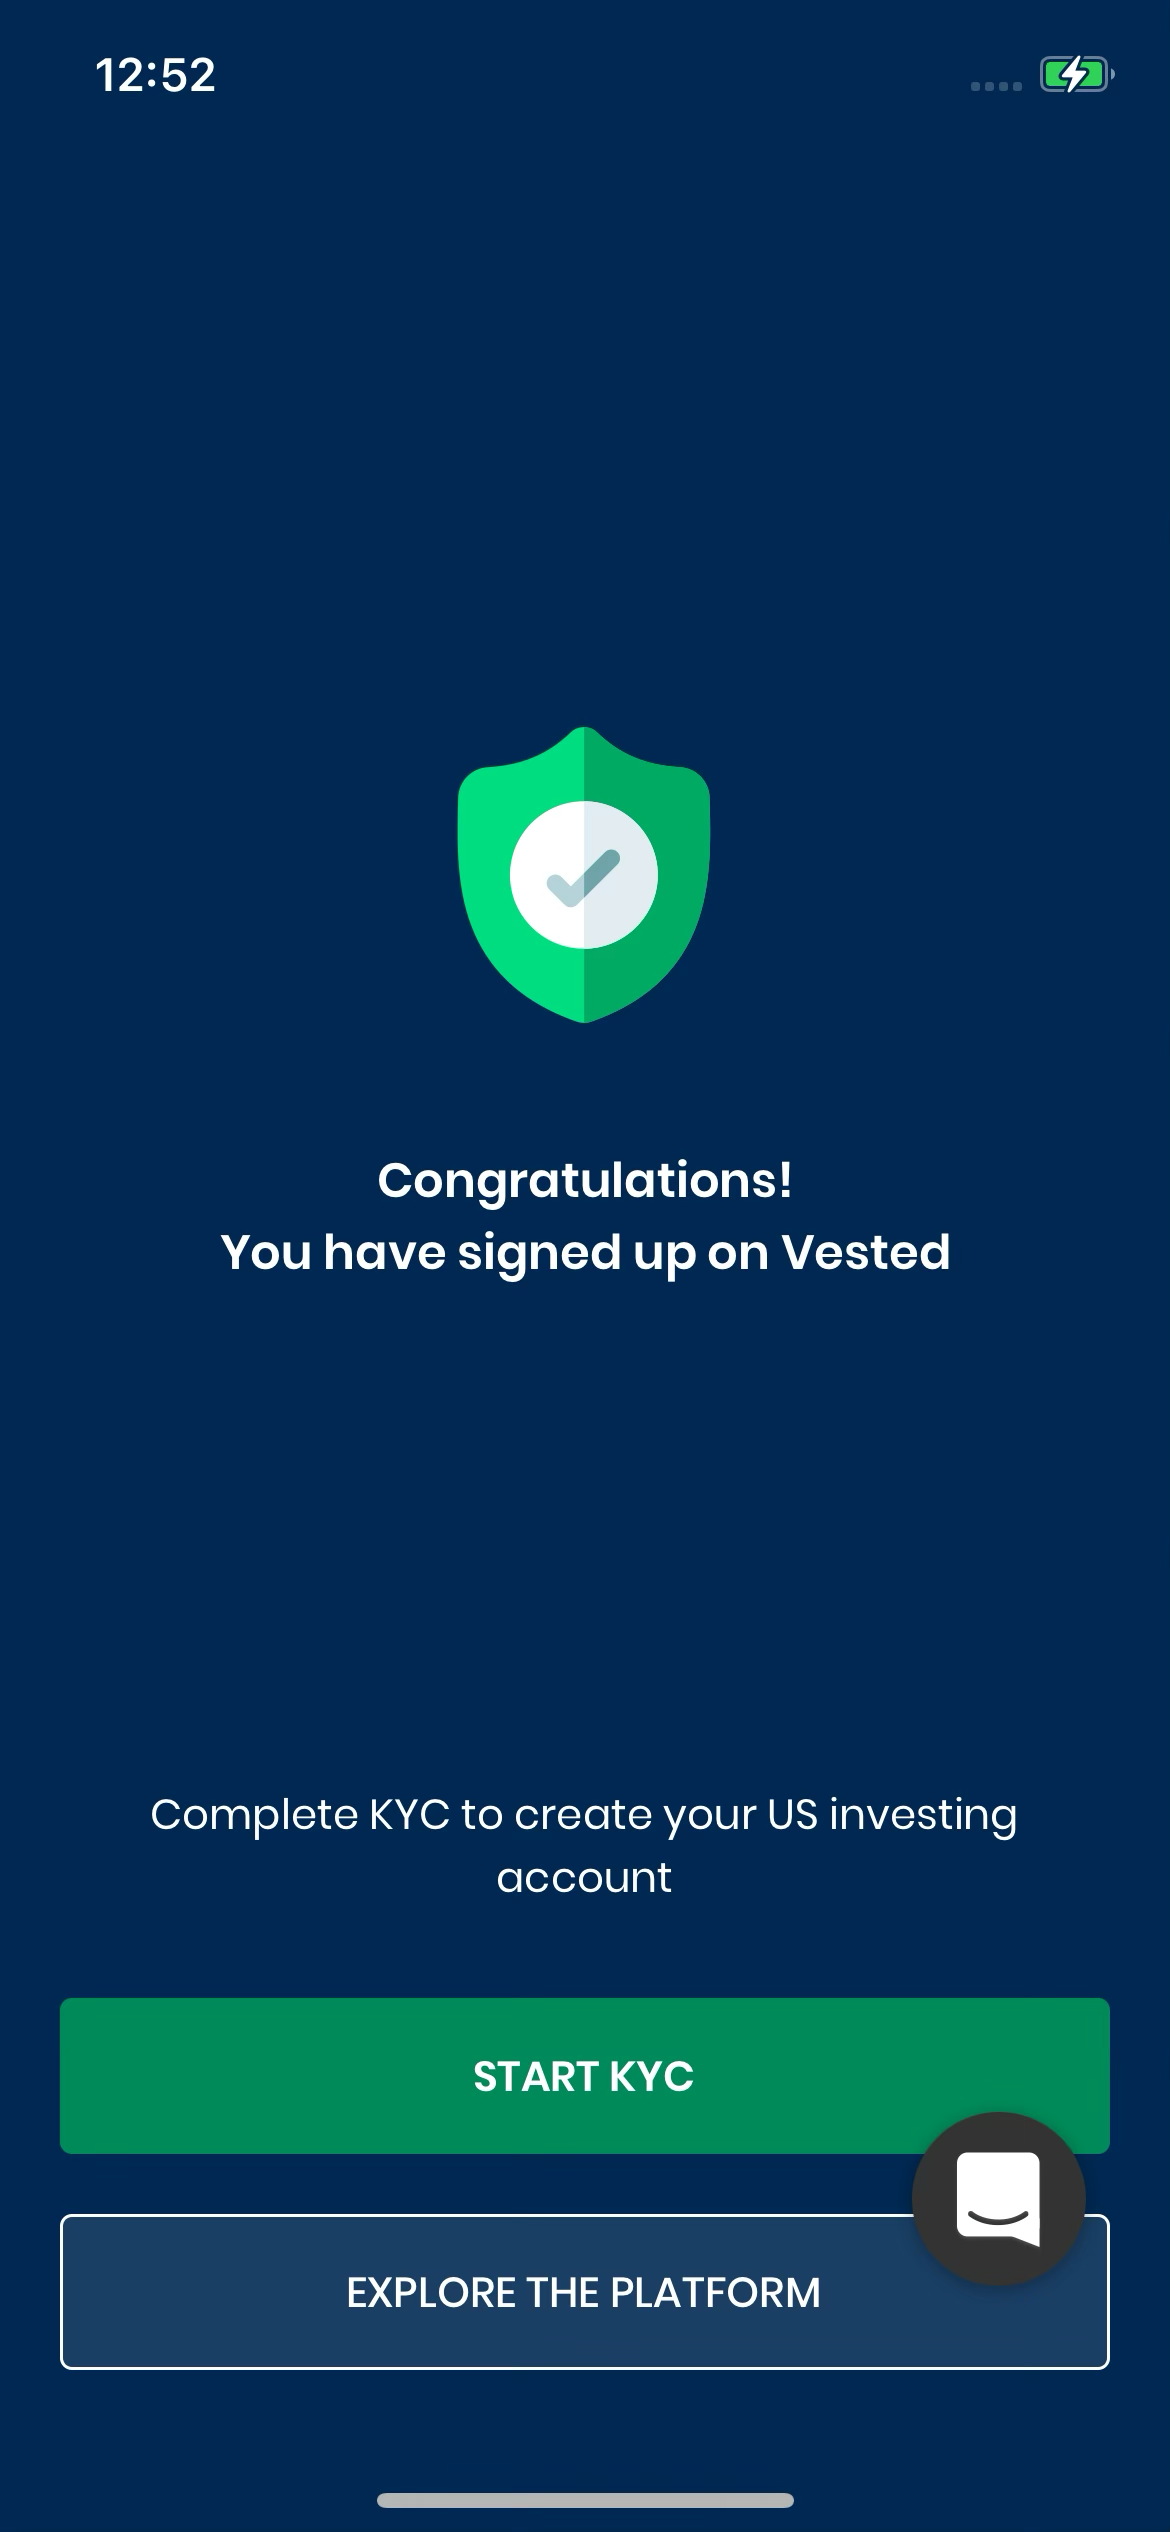 12:52
Congratulations!
You have signed up on Vested
Complete KYC to create your US investing
account
START KYC
EXPLORE THE PLATFORM